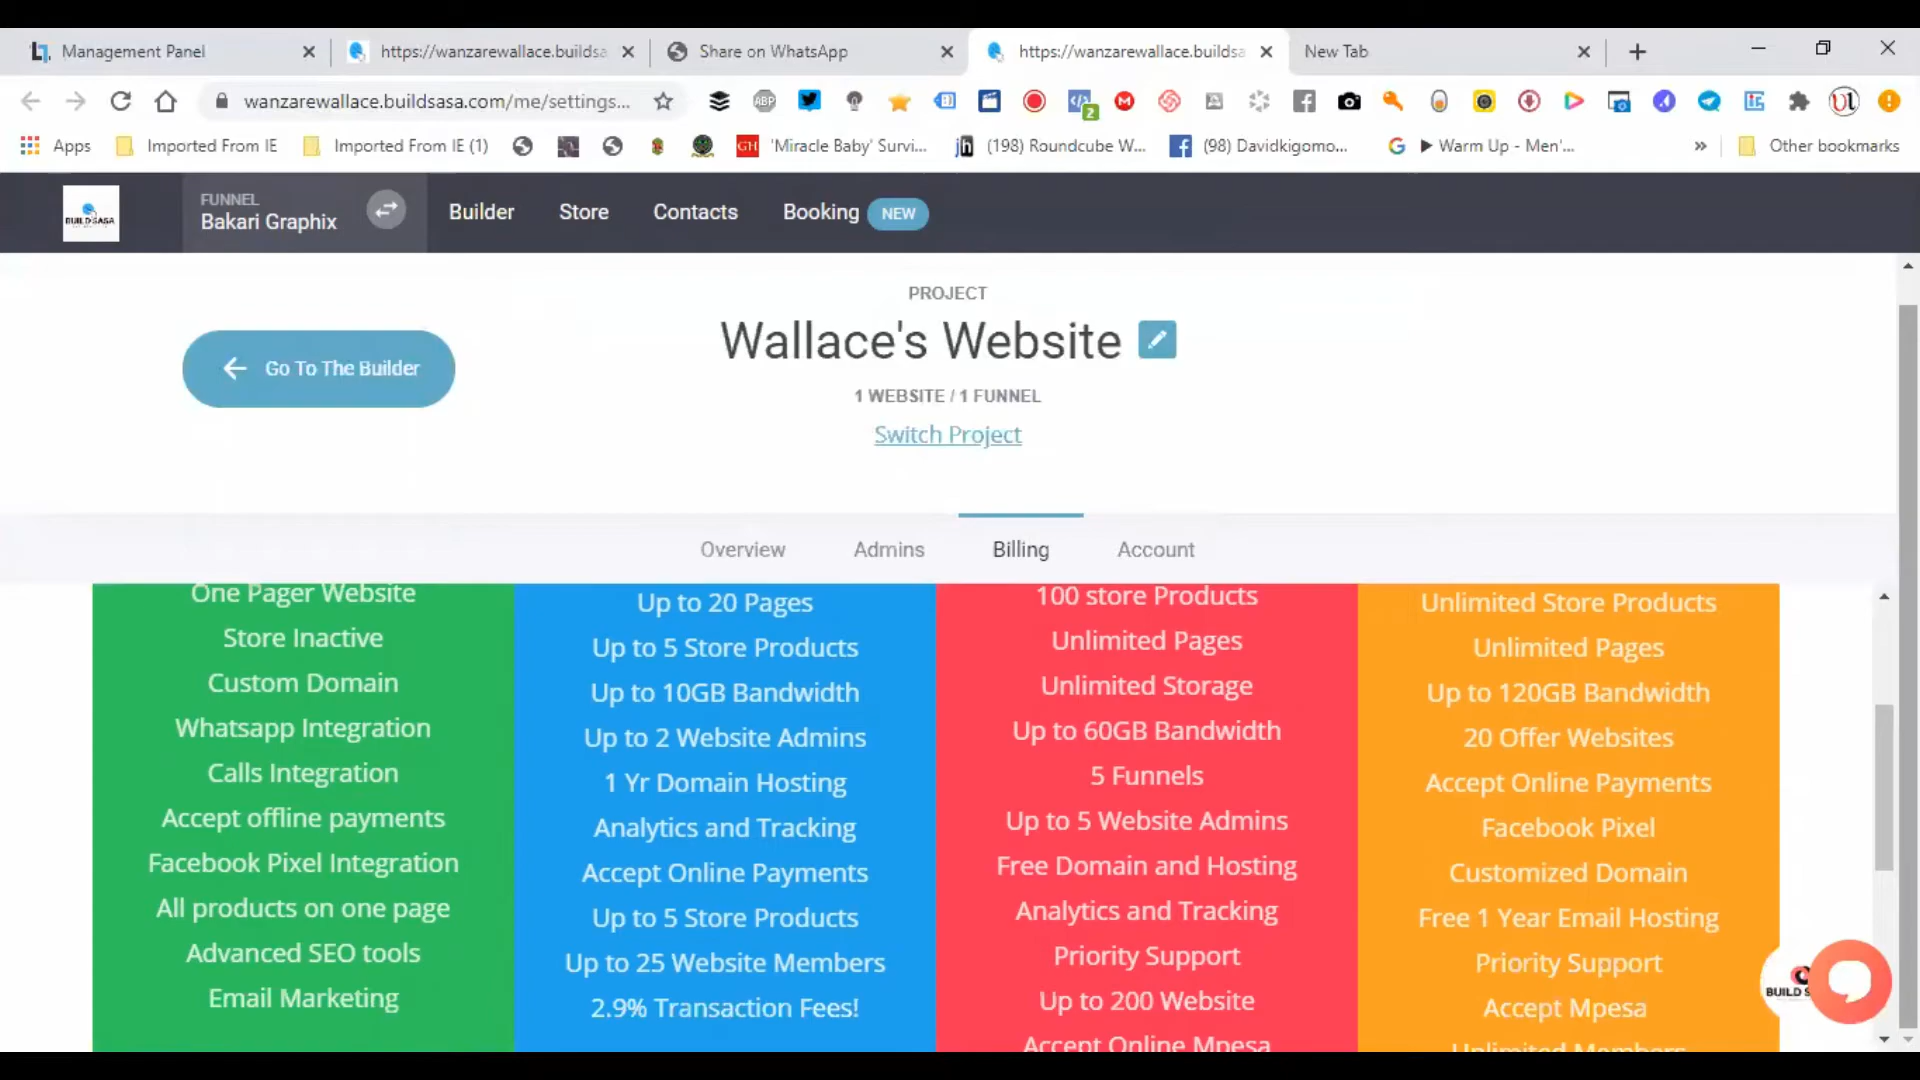 Management Panel
https://wanzarewallace.buildsa
Share on WhatsApp
https://wanzarewallace.buildsa
New Tab
wanzarewallace.buildsasa.com/me/settings...
ABP
2
Apps
Imported From IE
Imported From IE (1)
GH
'Miracle Baby' Survi...
(198) Roundcube W...
(98) Davidkigomo...
Warm Up - Men'...
Other bookmarks
BUILD SASA
FUNNEL
Bakari Graphix
Builder
Store
Contacts
Booking NEW
PROJECT
Go To The Builder
Wallace's Website
1 WEBSITE / 1 FUNNEL
Switch Project
Overview
Admins
Billing
Account
One Pager Website
Store Inactive
Custom Domain
Whatsapp Integration
Calls Integration
Accept offline payments
Facebook Pixel Integration
All products on one page
Advanced SEO tools
Email Marketing
Up to 20 Pages
Up to 5 Store Products
Up to 10GB Bandwidth
Up to 2 Website Admins
1 Yr Domain Hosting
Analytics and Tracking
Accept Online Payments
Up to 5 Store Products
Up to 25 Website Members
2.9% Transaction Fees!
100 store Products
Unlimited Pages
Unlimited Storage
Up to 60GB Bandwidth
5 Funnels
Up to 5 Website Admins
Free Domain and Hosting
Analytics and Tracking
Priority Support
Up to 200 Website
Accept Online Mpesa
Unlimited Store Products
Unlimited Pages
Up to 120GB Bandwidth
20 Offer Websites
Accept Online Payments
Facebook Pixel
Customized Domain
Free 1 Year Email Hosting
Priority Support
Accept Mpesa
Unlimited Members
BUILD S